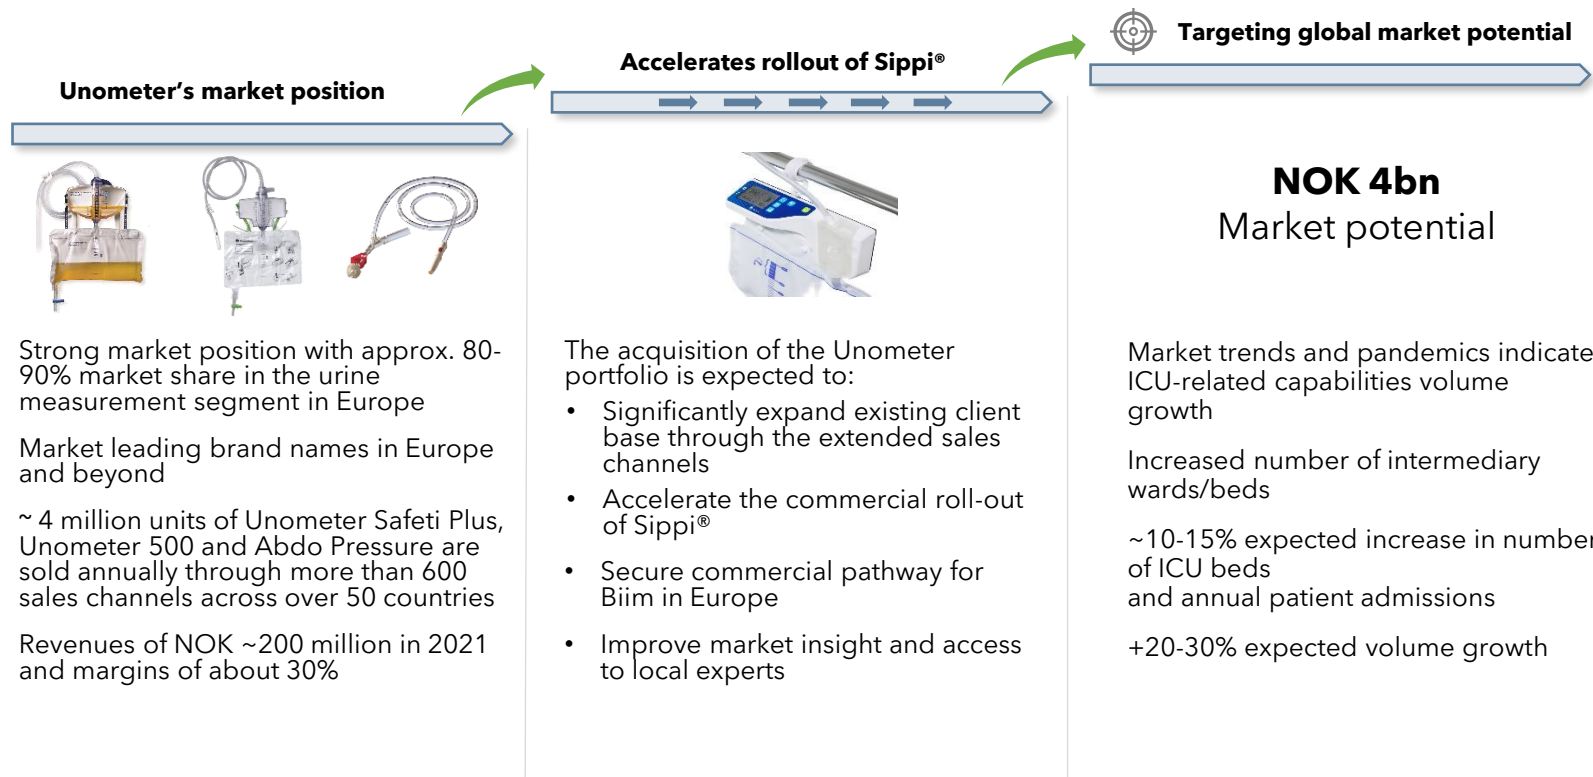 Unometer's market position
Strong market position with approx. 80-
90% market share in the urine
measurement segment in Europe
Market leading brand names in Europe
and beyond
~ 4 million units of Unometer Safeti Plus,
Unometer 500 and Abdo Pressure are
sold annually through more than 600
sales channels across over 50 countries
Revenues of NOK ~200 million in 2021
and margins of about 30%
Accelerates rollout of Sippi®
The acquisition of the Unometer
portfolio is expected to:
• Significantly expand existing client
base through the extended sales
channels
• Accelerate the commercial roll-out
of Sippi®
• Secure commercial pathway for
Biim in Europe
• Improve market insight and access
to local experts
Targeting global market potential
NOK 4bn
Market potential
Market trends and pandemics indicate
ICU-related capabilities volume
growth
Increased number of intermediary
wards/beds
~10-15% expected increase in number
of ICU beds
and annual patient admissions
+20-30% expected volume growth